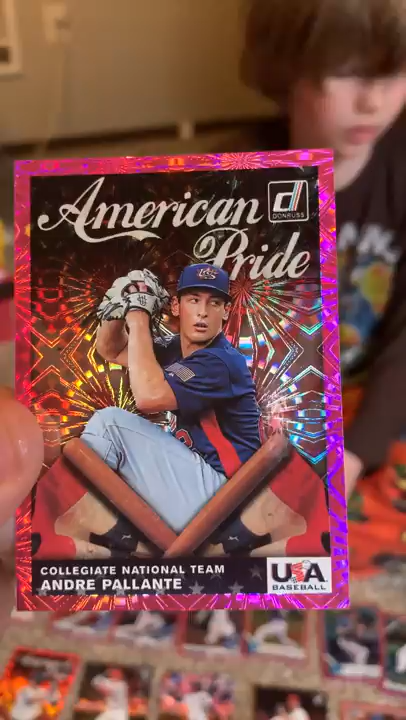 American
Pride
DONRUSS
COLLEGIATE NATIONAL TEAM
ANDRE PALLANTE
USA
BASEBALL